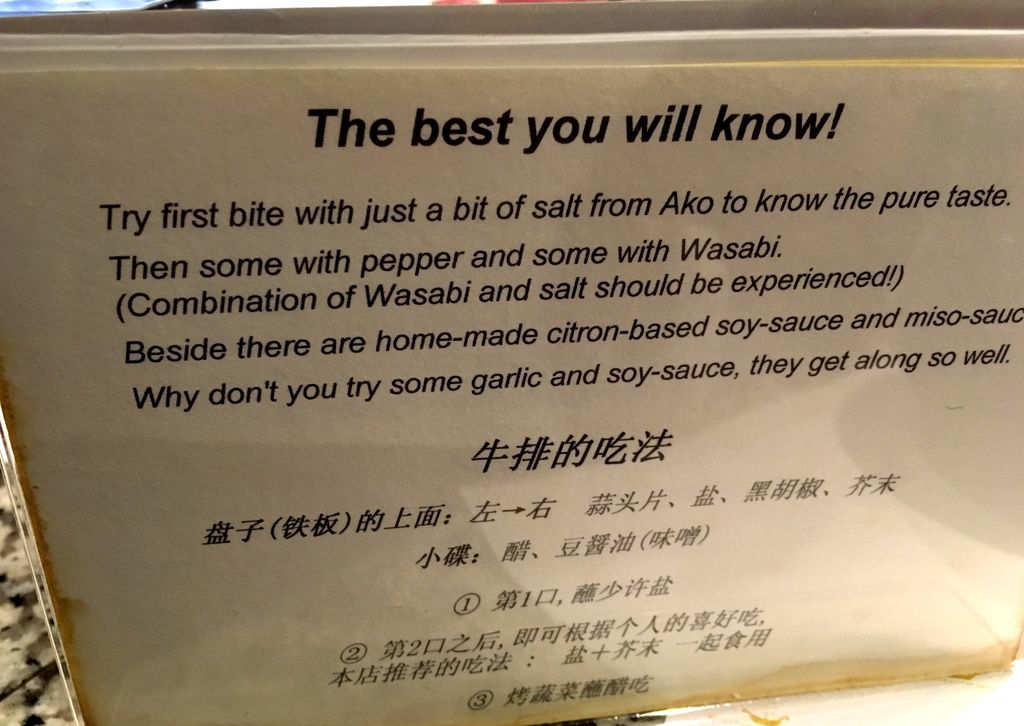 The best you will know!
Try first bite with just a bit of salt from Ako to know the pure taste.
Then some with pepper and some with Wasabi.
(Combination of Wasabi and salt should be experienced!)
Beside there are home-made citron-based soy-sauce and miso-sauc
Why don't you try some garlic and soy-sauce, they get along so well.
牛排的吃法
盘子(铁板)的上面：左→右 蒜头片、盐、黑胡椒、芥末
小碟：醋、豆醤油(味噌)
① 第1口, 蘸少许盐
② 第2口之后, 即可根据个人的喜好吃,
本店推荐的吃法 ： 盐＋芥末 一起食用
③ 烤蔬菜蘸醋吃